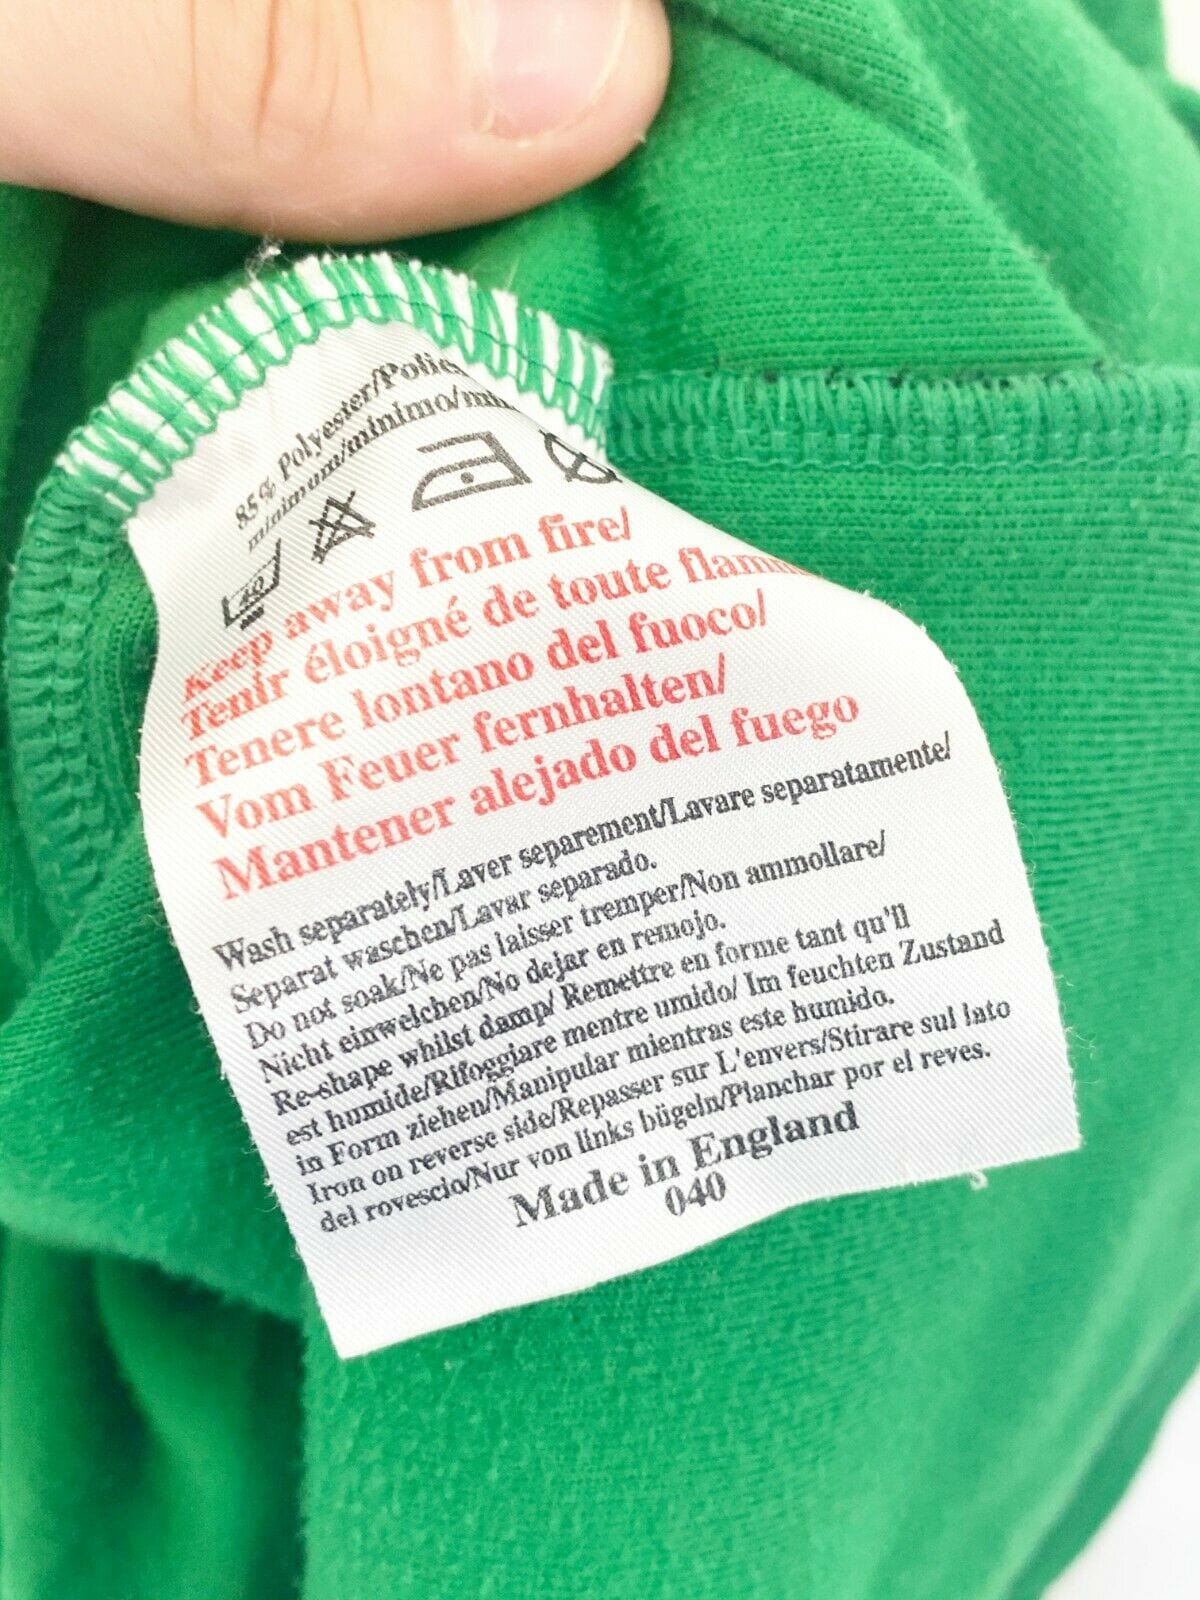 85% Polyester/
minimum/minimo/
40
Keep away from fire/
Tenir éloigné de toute
Tenere lontano del fuoco/
Vom Feuer fernhalten/
Mantener alejado del fuego
Wash separately/Laver separement/Lavare separatamente/
Separat waschen/Lavar separado.
Do not soak/Ne pas laisser tremper/Non ammollare/
Nicht einweichen/No dejar en remojo.
Re-shape whilst damp/ Remettre en forme tant qu'il
est humide/Rifoggiare mentre umido/ Im feuchten Zustand
in Form ziehen/Manipular mientras este humido.
Iron on reverse side/Repasser sur L'envers/Stirare sul lato
del rovescio/Nur von links bügeln/Planchar por el reves.
Made in England
040